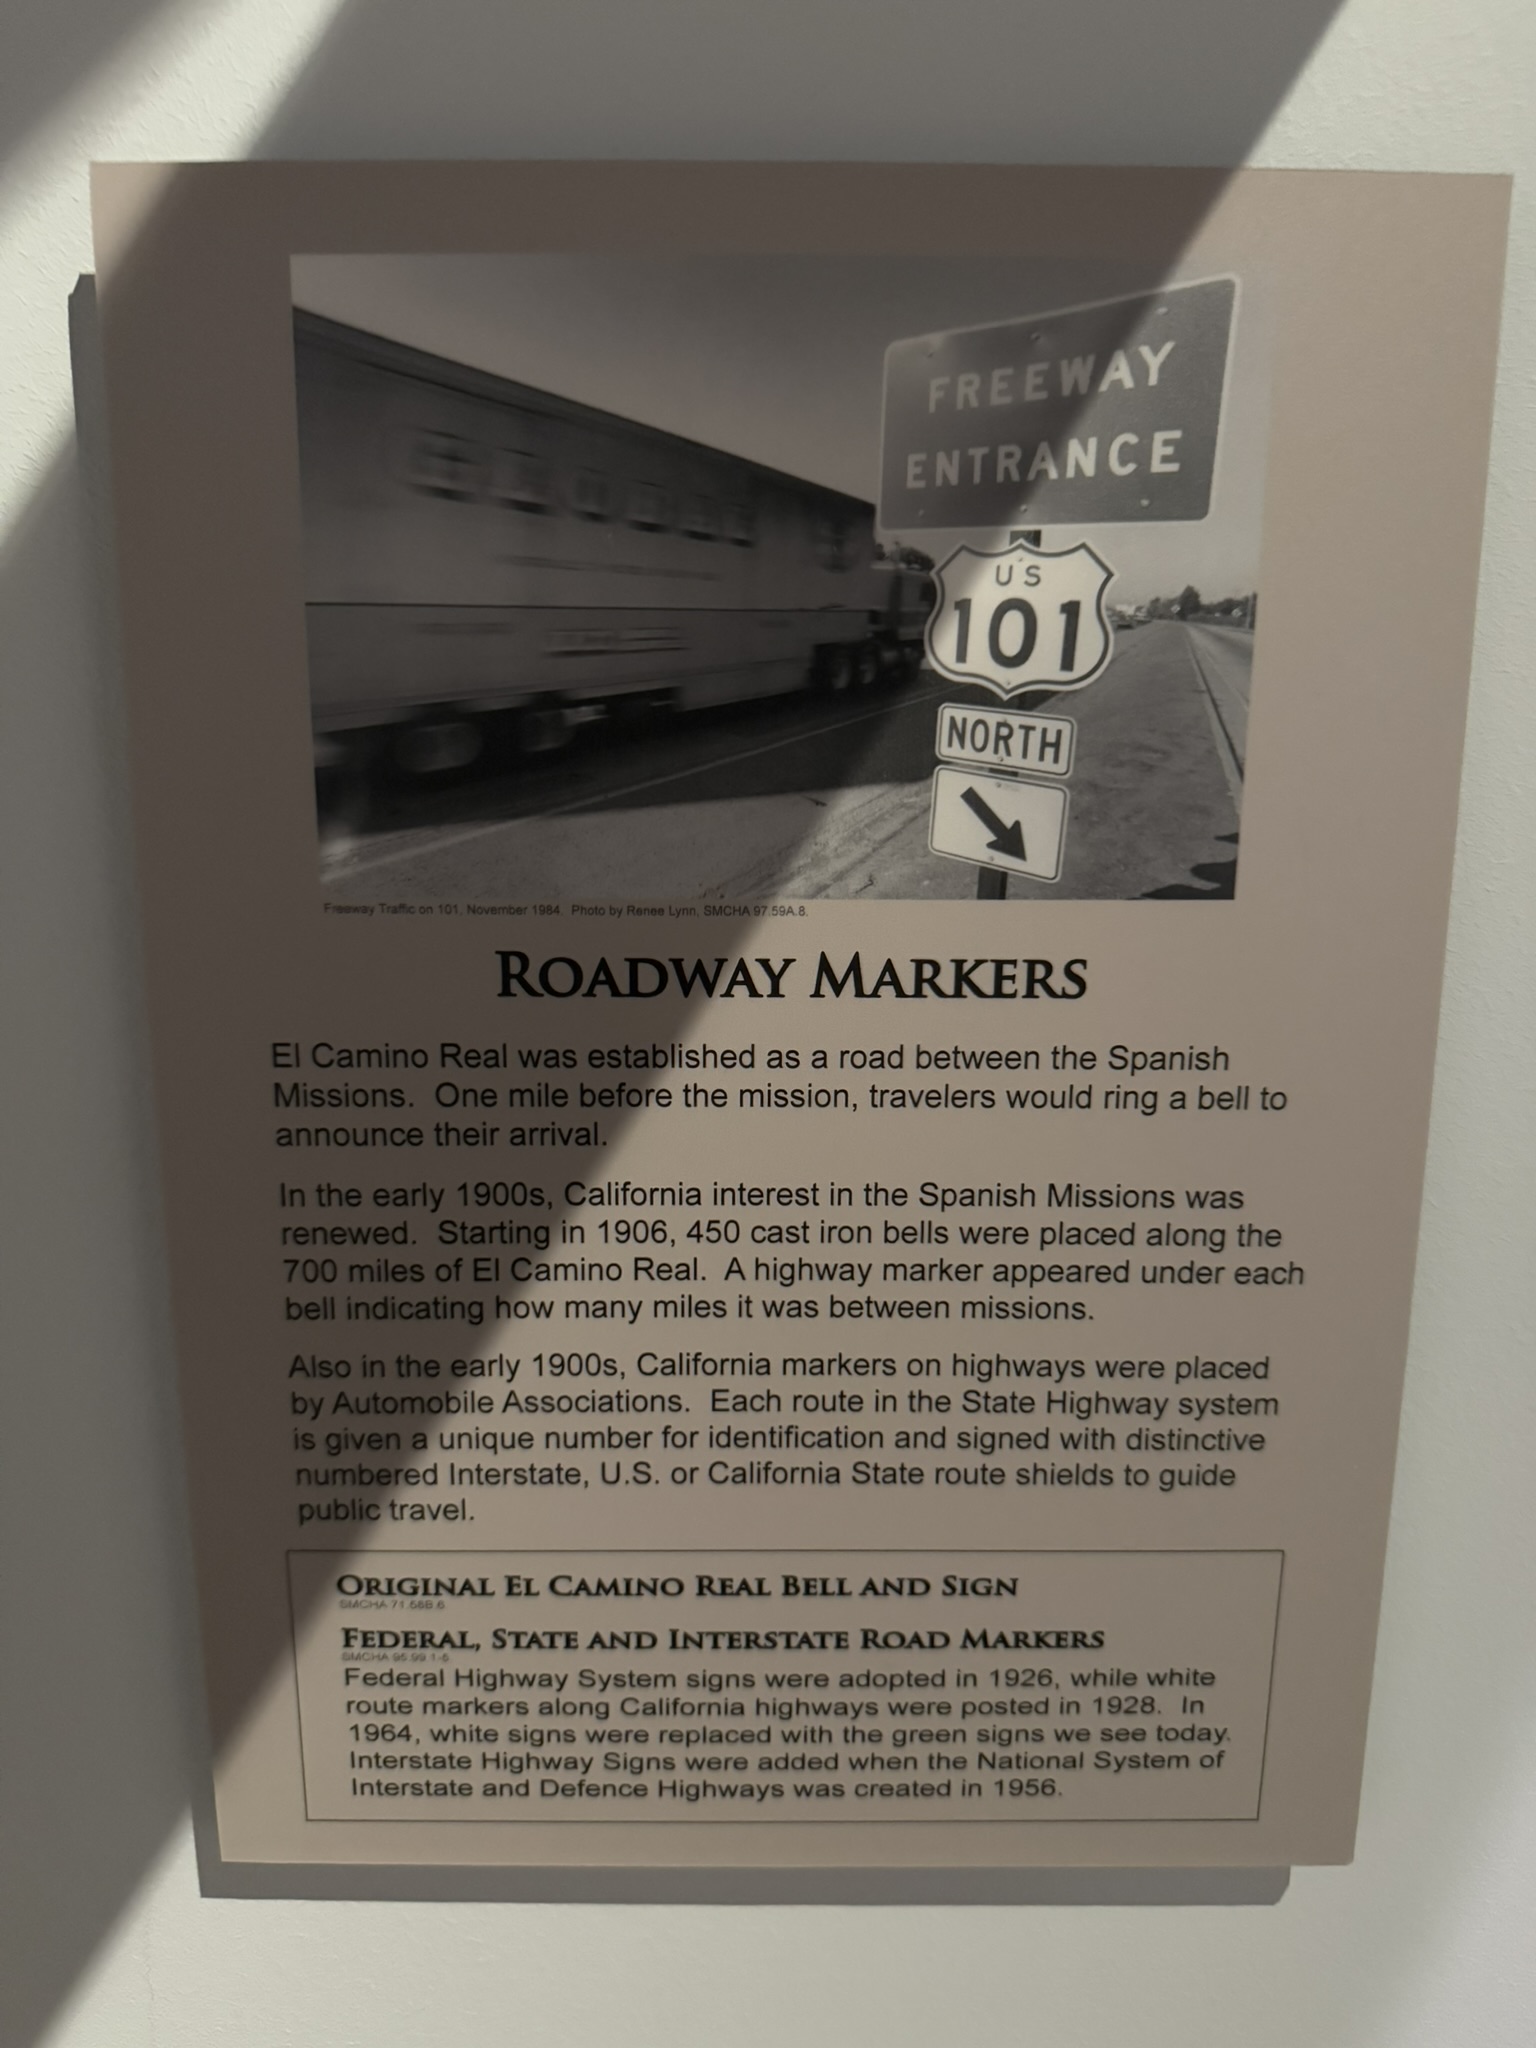 FREEWAY
ENTRANCE
US
101
NORTH
Freeway Traffic on 101, November 1984. Photo by Renee Lynn, SMCHA 97.59A.8.
ROADWAY MARKERS
El Camino Real was established as a road between the Spanish
Missions. One mile before the mission, travelers would ring a bell to
announce their arrival.
In the early 1900s, California interest in the Spanish Missions was
renewed. Starting in 1906, 450 cast iron bells were placed along the
700 miles of El Camino Real. A highway marker appeared under each
bell indicating how many miles it was between missions.
Also in the early 1900s, California markers on highways were placed
by Automobile Associations. Each route in the State Highway system
is given a unique number for identification and signed with distinctive
numbered Interstate, U.S. or California State route shields to guide
public travel.
ORIGINAL EL CAMINO REAL BELL AND SIGN
SMCHA 71.68B.6
FEDERAL, STATE AND INTERSTATE ROAD MARKERS
SMCHA 95.99.1-6
Federal Highway System signs were adopted in 1926, while white
route markers along California highways were posted in 1928. In
1964, white signs were replaced with the green signs we see today.
Interstate Highway Signs were added when the National System of
Interstate and Defence Highways was created in 1956.